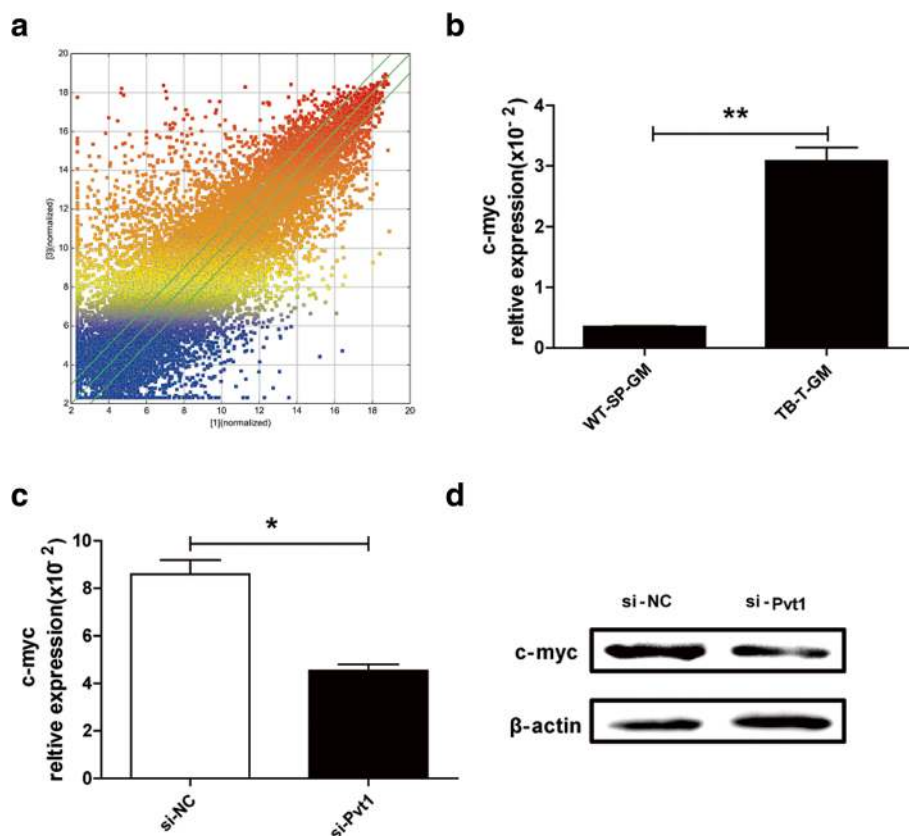 a
20
18
16
14
12
10
8
6
4
2
[3](normalized)
2 4 6 8 10 12 14 16 18 20
[1](normalized)
b
c-myc
reltive expression(x10⁻²)
4
3
2
1
0
**
WT-SP-GM
TB-T-GM
c
c-myc
reltive expression(x10⁻²)
10
8
6
4
2
0
*
si-NC
si-Pvt1
d
si-NC si-Pvt1
c-myc
β-actin